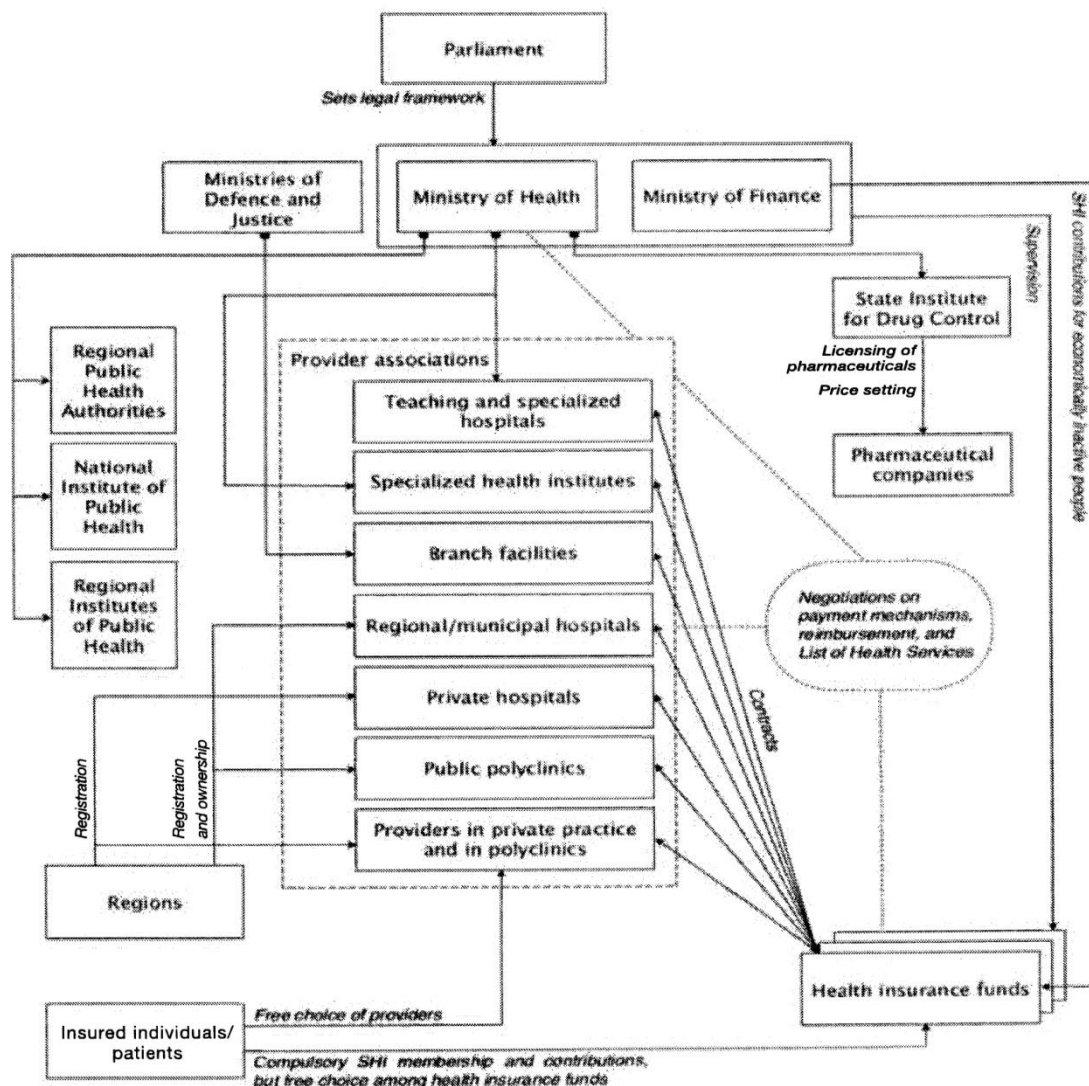 Parliament
Sets legal framework
Ministries of
Defence and
Justice
Ministry of Health
Ministry of Finance
SHI contributions for economically inactive people
Supervision
State Institute
for Drug Control
Licensing of
pharmaceuticals
Price setting
Pharmaceutical
companies
Regional
Public
Health
Authorities
National
Institute of
Public
Health
Regional
Institutes
of Public
Health
Provider associations
Teaching and specialized
hospitals
Specialized health institutes
Branch facilities
Regional/municipal hospitals
Private hospitals
Public polyclinics
Providers in private practice
and in polyclinics
Negotiations on
payment mechanisms,
reimbursement, and
List of Health Services
Contracts
Registration
Registration
and ownership
Regions
Health insurance funds
Insured individuals/
patients
Free choice of providers
Compulsory SHI membership and contributions,
but free choice among health insurance funds